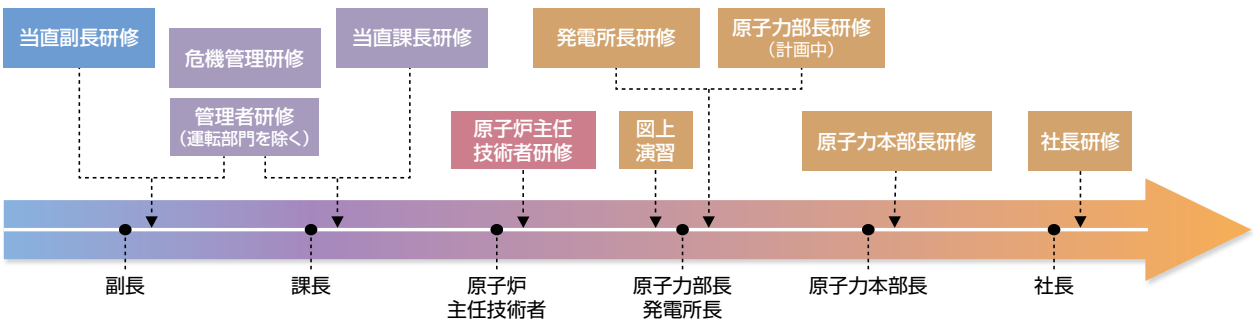 当直副長研修
危機管理研修
管理者研修
（運転部門を除く）
当直課長研修
原子炉主任
技術者研修
発電所長研修
図上
演習
原子力部長研修
（計画中）
原子力本部長研修
社長研修
副長
課長
原子炉
主任技術者
原子力部長
発電所長
原子力本部長
社長